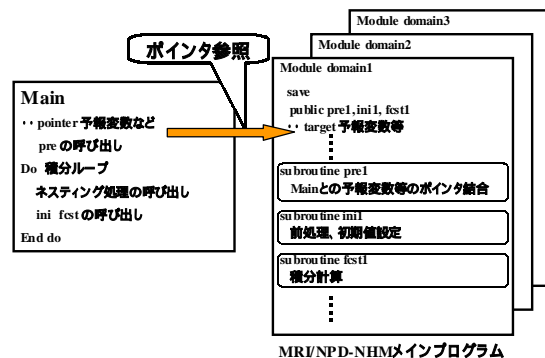 ポインタ参照
Main
‥pointer 予報変数など
pre の呼び出し
Do 積分ループ
ネスティング処理の呼び出し
ini fcst の呼び出し
End do
Module domain3
Module domain2
Module domain1
save
public pre1, ini1, fcst1
‥target 予報変数等
subroutine pre1
Mainとの予報変数等のポインタ結合
subroutine ini1
前処理、初期値設定
subroutine fcst1
積分計算
MRI/NPD-NHMメインプログラム